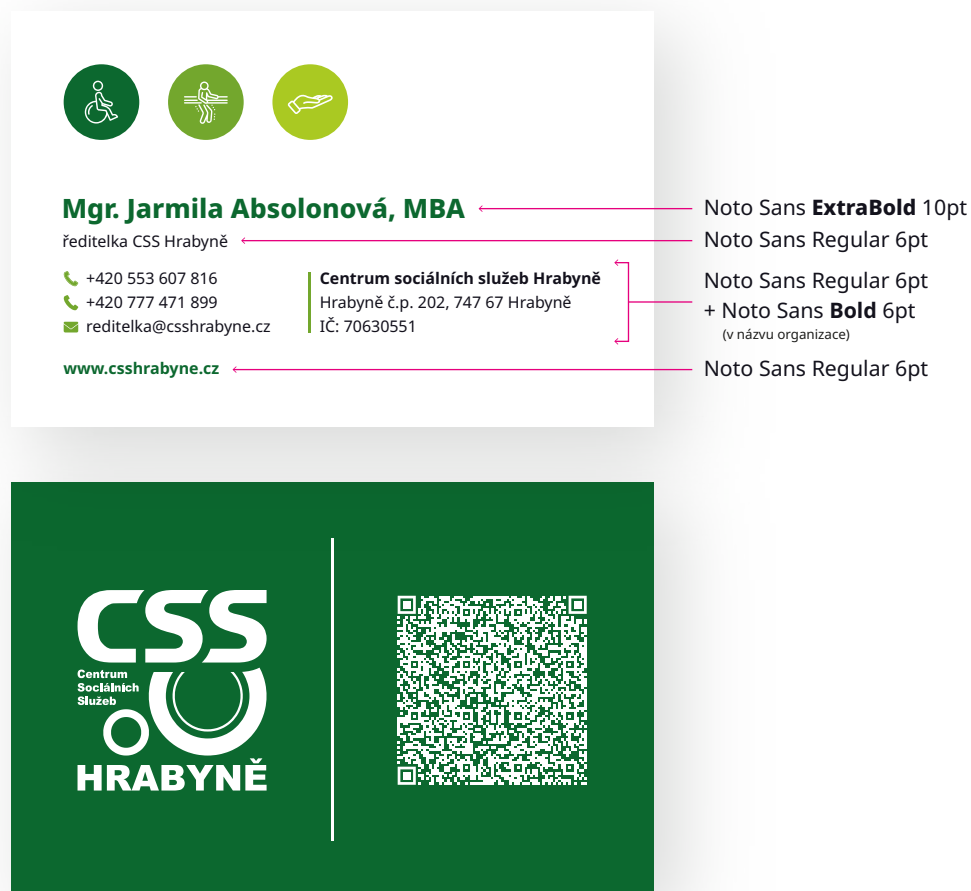 Mgr. Jarmila Absolonová, MBA
Noto Sans ExtraBold 10pt
ředitelka CSS Hrabyně
Noto Sans Regular 6pt
+420 553 607 816
+420 777 471 899
reditelka@csshrabyne.cz
Centrum sociálních služeb Hrabyně
Hrabyně č.p. 202, 747 67 Hrabyně
IČ: 70630551
Noto Sans Regular 6pt
+ Noto Sans Bold 6pt
(v názvu organizace)
www.csshrabyne.cz
Noto Sans Regular 6pt
CSS
Centrum
Sociálních
Služeb
HRABYNĚ